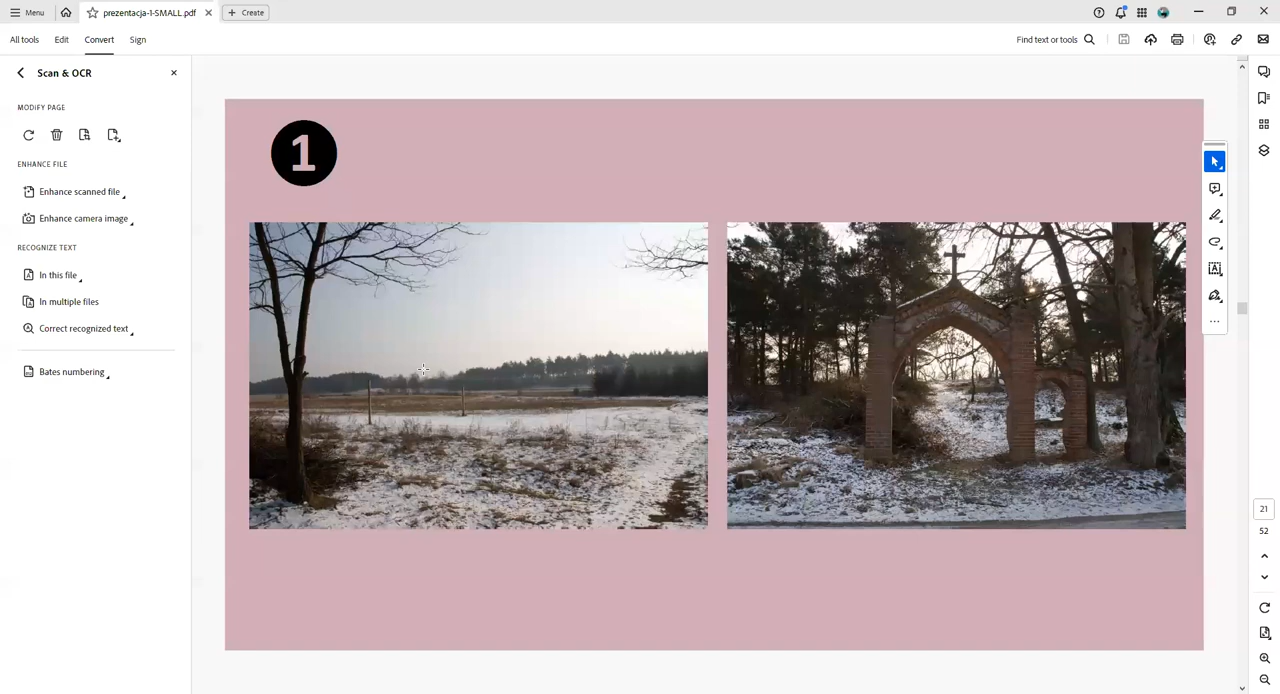 Menu
prezentacja-1-SMALL.pdf
Create
All tools
Edit
Convert
Sign
Find text or tools
Scan & OCR
MODIFY PAGE
ENHANCE FILE
Enhance scanned file
Enhance camera image
RECOGNIZE TEXT
In this file
In multiple files
Correct recognized text
Bates numbering
1
21
52